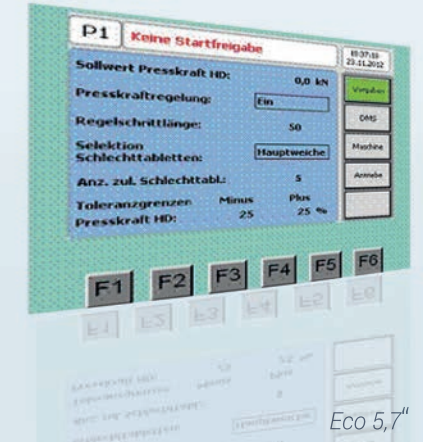 P1 Keine Startfreigabe
10:37:10
23.11.2012
Sollwert Presskraft HD: 0,0 kN
Vorgaben
Presskraftregelung: Ein
DMS
Regelschrittlänge: 50
Selektion
Schlechttabletten: Hauptweiche
Maschine
Anz. zul. Schlechttabl.: 5
Antriebe
Toleranzgrenzen Minus Plus
Presskraft HD: 25 25 %
F1 F2 F3 F4 F5 F6
Eco 5,7"